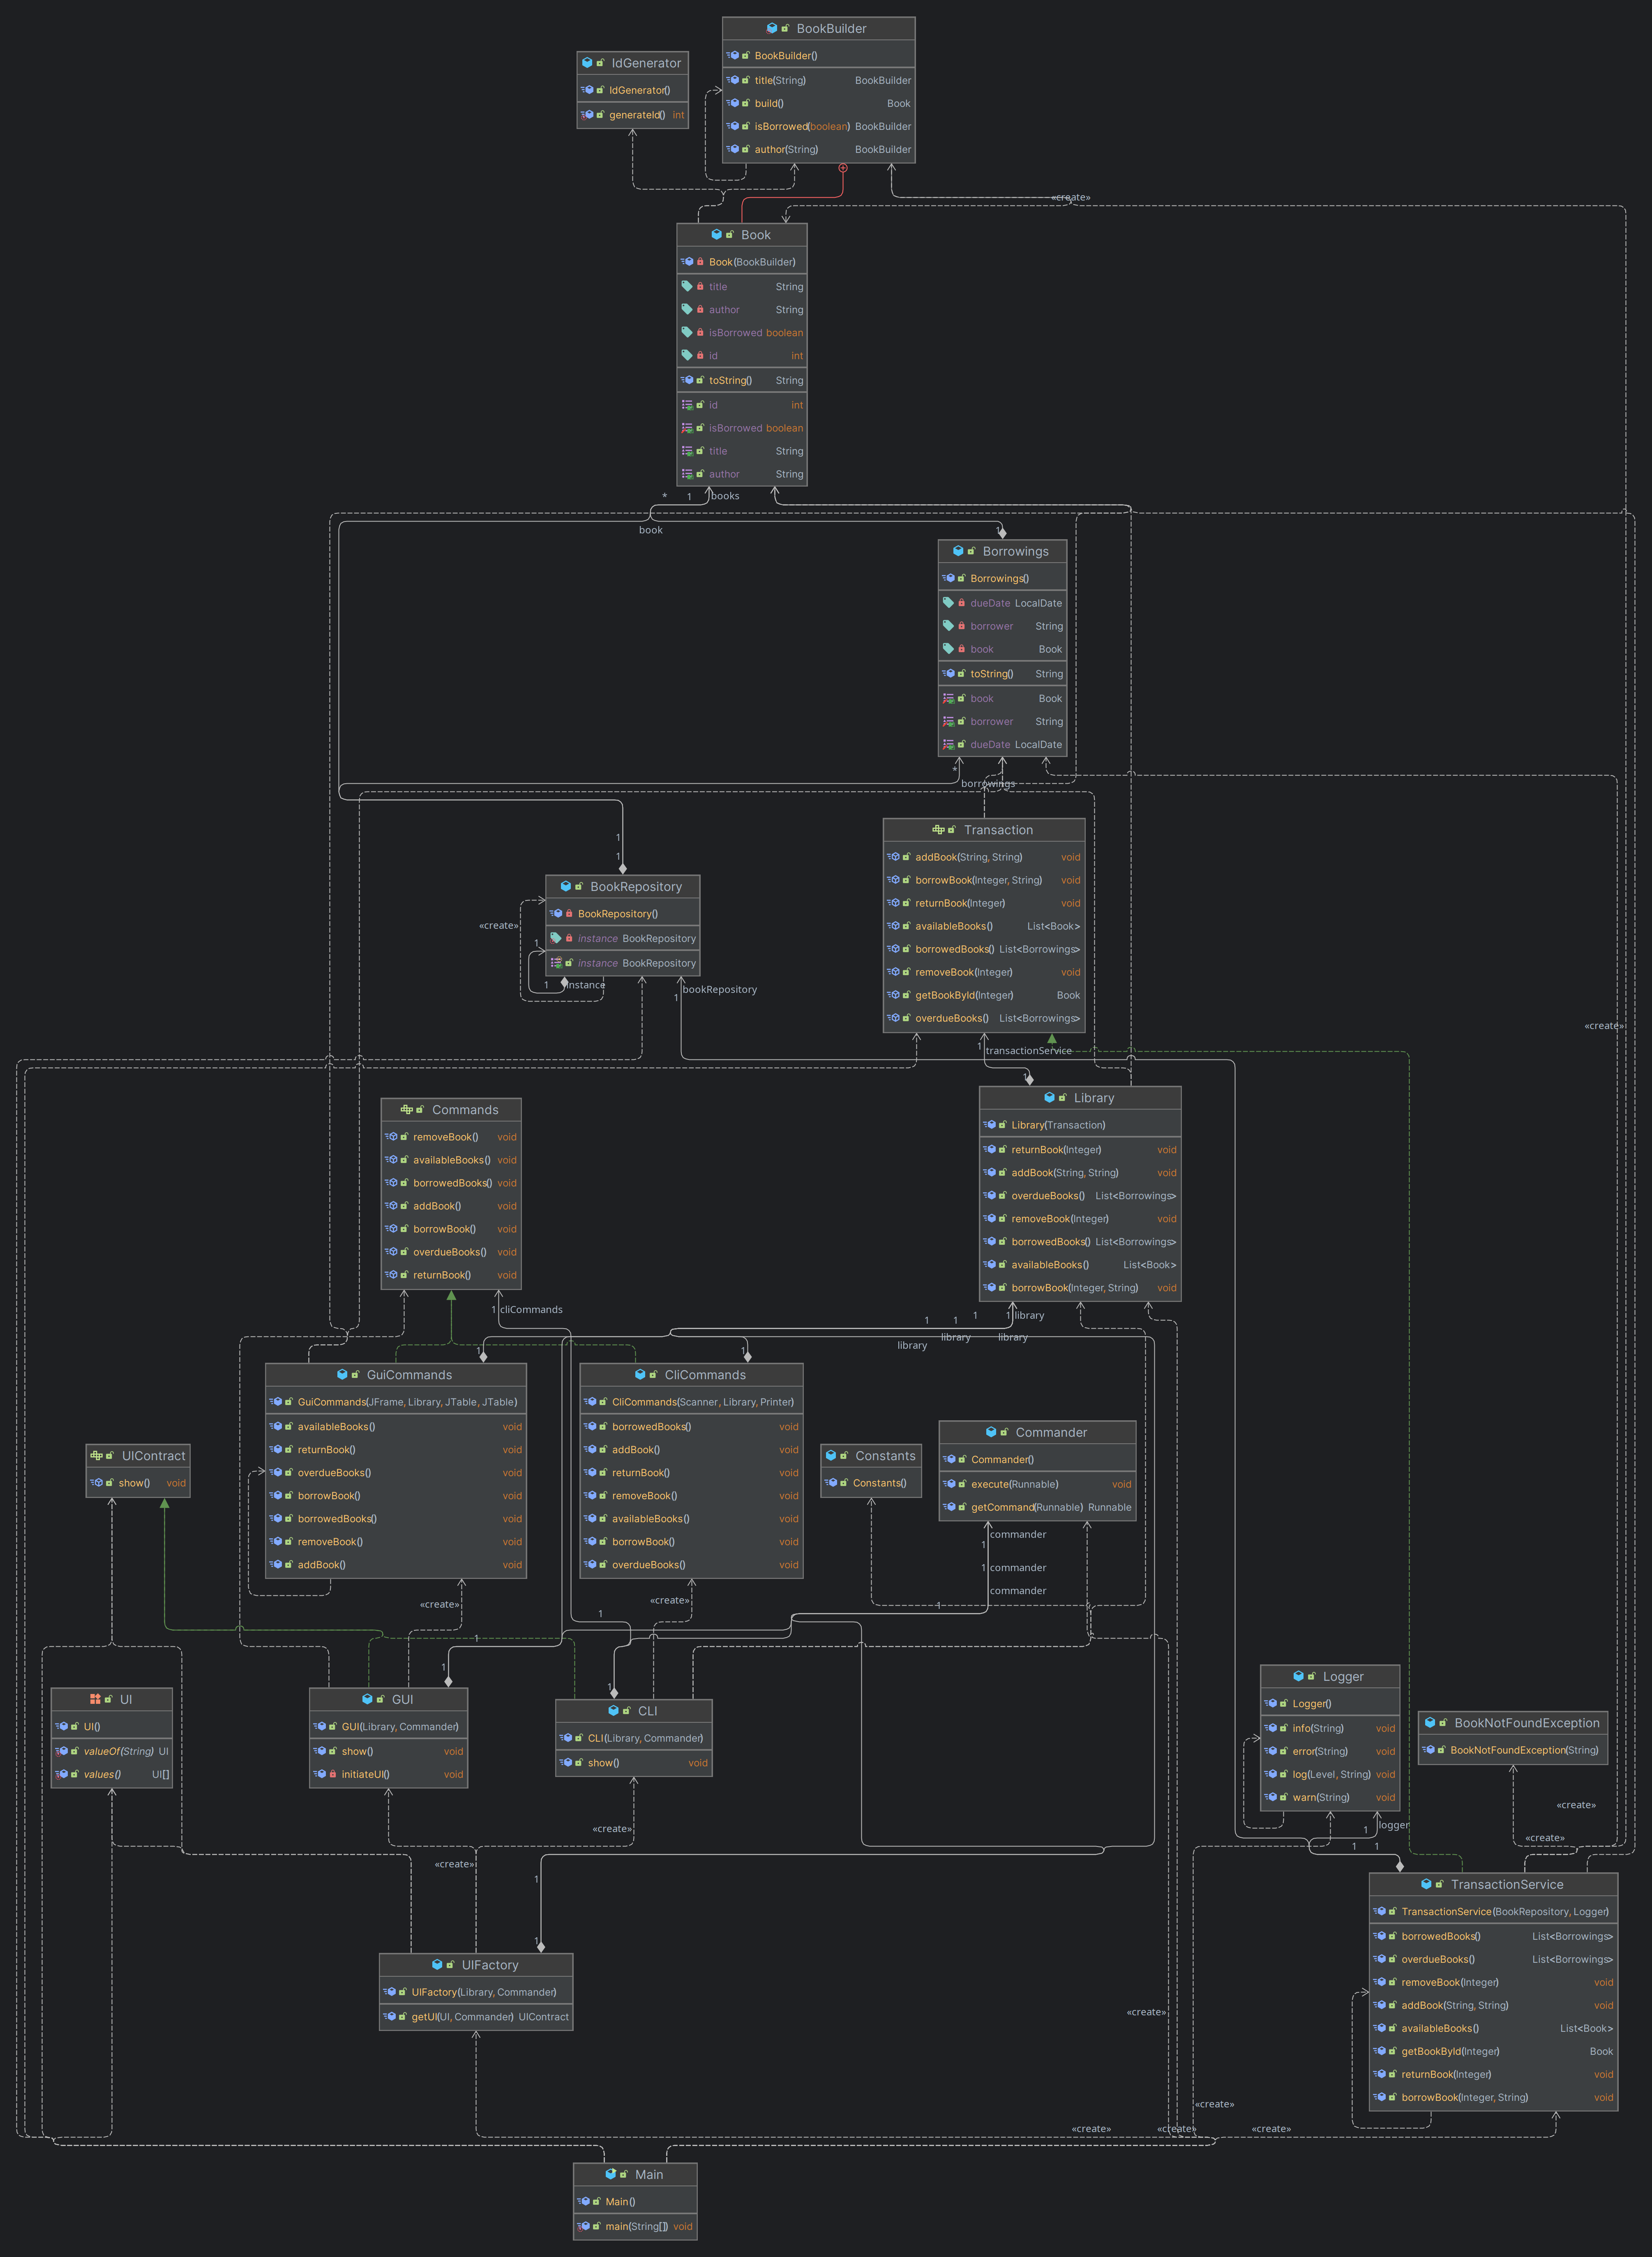 BookBuilder
BookBuilder()
title(String) BookBuilder
build() Book
isBorrowed(boolean) BookBuilder
author(String) BookBuilder
IdGenerator
IdGenerator()
generateId() int
«create»
Book
Book(BookBuilder)
title String
author String
isBorrowed boolean
id int
toString() String
id int
isBorrowed boolean
title String
author String
* 1 books
book
1
Borrowings
Borrowings()
dueDate LocalDate
borrower String
book Book
toString() String
book Book
borrower String
dueDate LocalDate
*
borrowings
Transaction
addBook(String, String) void
borrowBook(Integer, String) void
returnBook(Integer) void
availableBooks() List<Book>
borrowedBooks() List<Borrowings>
removeBook(Integer) void
getBookById(Integer) Book
overdueBooks() List<Borrowings>
1
1
BookRepository
BookRepository()
instance BookRepository
instance BookRepository
«create»
1
1 instance
bookRepository
1
«create»
1 transactionService
1
Library
Library(Transaction)
returnBook(Integer) void
addBook(String, String) void
overdueBooks() List<Borrowings>
removeBook(Integer) void
borrowedBooks() List<Borrowings>
availableBooks() List<Book>
borrowBook(Integer, String) void
Commands
removeBook() void
availableBooks() void
borrowedBooks() void
addBook() void
borrowBook() void
overdueBooks() void
returnBook() void
1 cliCommands
1 1 1 1 library
library library library
1
1
GuiCommands
GuiCommands(JFrame, Library, JTable, JTable)
availableBooks() void
returnBook() void
overdueBooks() void
borrowBook() void
borrowedBooks() void
removeBook() void
addBook() void
CliCommands
CliCommands(Scanner, Library, Printer)
borrowedBooks() void
addBook() void
returnBook() void
removeBook() void
availableBooks() void
borrowBook() void
overdueBooks() void
UIContract
show() void
Constants
Constants()
Commander
Commander()
execute(Runnable) void
getCommand(Runnable) Runnable
commander
1
1 commander
commander
«create»
«create»
1
1
1
1
1
UI
UI()
valueOf(String) UI
values() UI[]
GUI
GUI(Library, Commander)
show() void
initiateUI() void
CLI
CLI(Library, Commander)
show() void
Logger
Logger()
info(String) void
error(String) void
log(Level, String) void
warn(String) void
BookNotFoundException
BookNotFoundException(String)
«create»
«create»
«create»
«create»
1 logger
1 1
1
1
UIFactory
UIFactory(Library, Commander)
getUI(UI, Commander) UIContract
TransactionService
TransactionService(BookRepository, Logger)
borrowedBooks() List<Borrowings>
overdueBooks() List<Borrowings>
removeBook(Integer) void
addBook(String, String) void
availableBooks() List<Book>
getBookById(Integer) Book
returnBook(Integer) void
borrowBook(Integer, String) void
«create»
«create»
«create»
«create»
«create»
Main
Main()
main(String[]) void